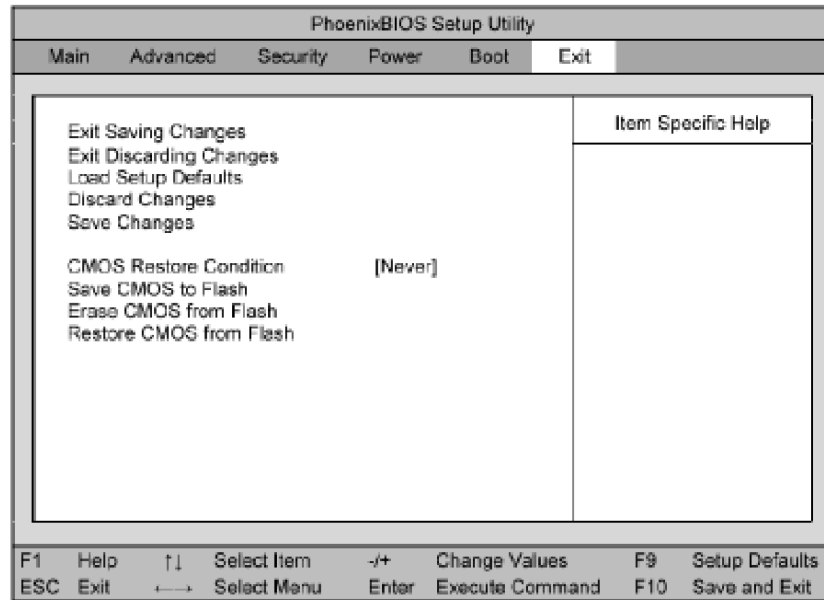 PhoenixBIOS Setup Utility
Main Advanced Security Power Boot Exit
Item Specific Help
Exit Saving Changes
Exit Discarding Changes
Load Setup Defaults
Discard Changes
Save Changes
CMOS Restore Condition [Never]
Save CMOS to Flash
Erase CMOS from Flash
Restore CMOS from Flash
F1 Help ↑↓ Select Item -/+ Change Values F9 Setup Defaults
ESC Exit ←→ Select Menu Enter Execute Command F10 Save and Exit